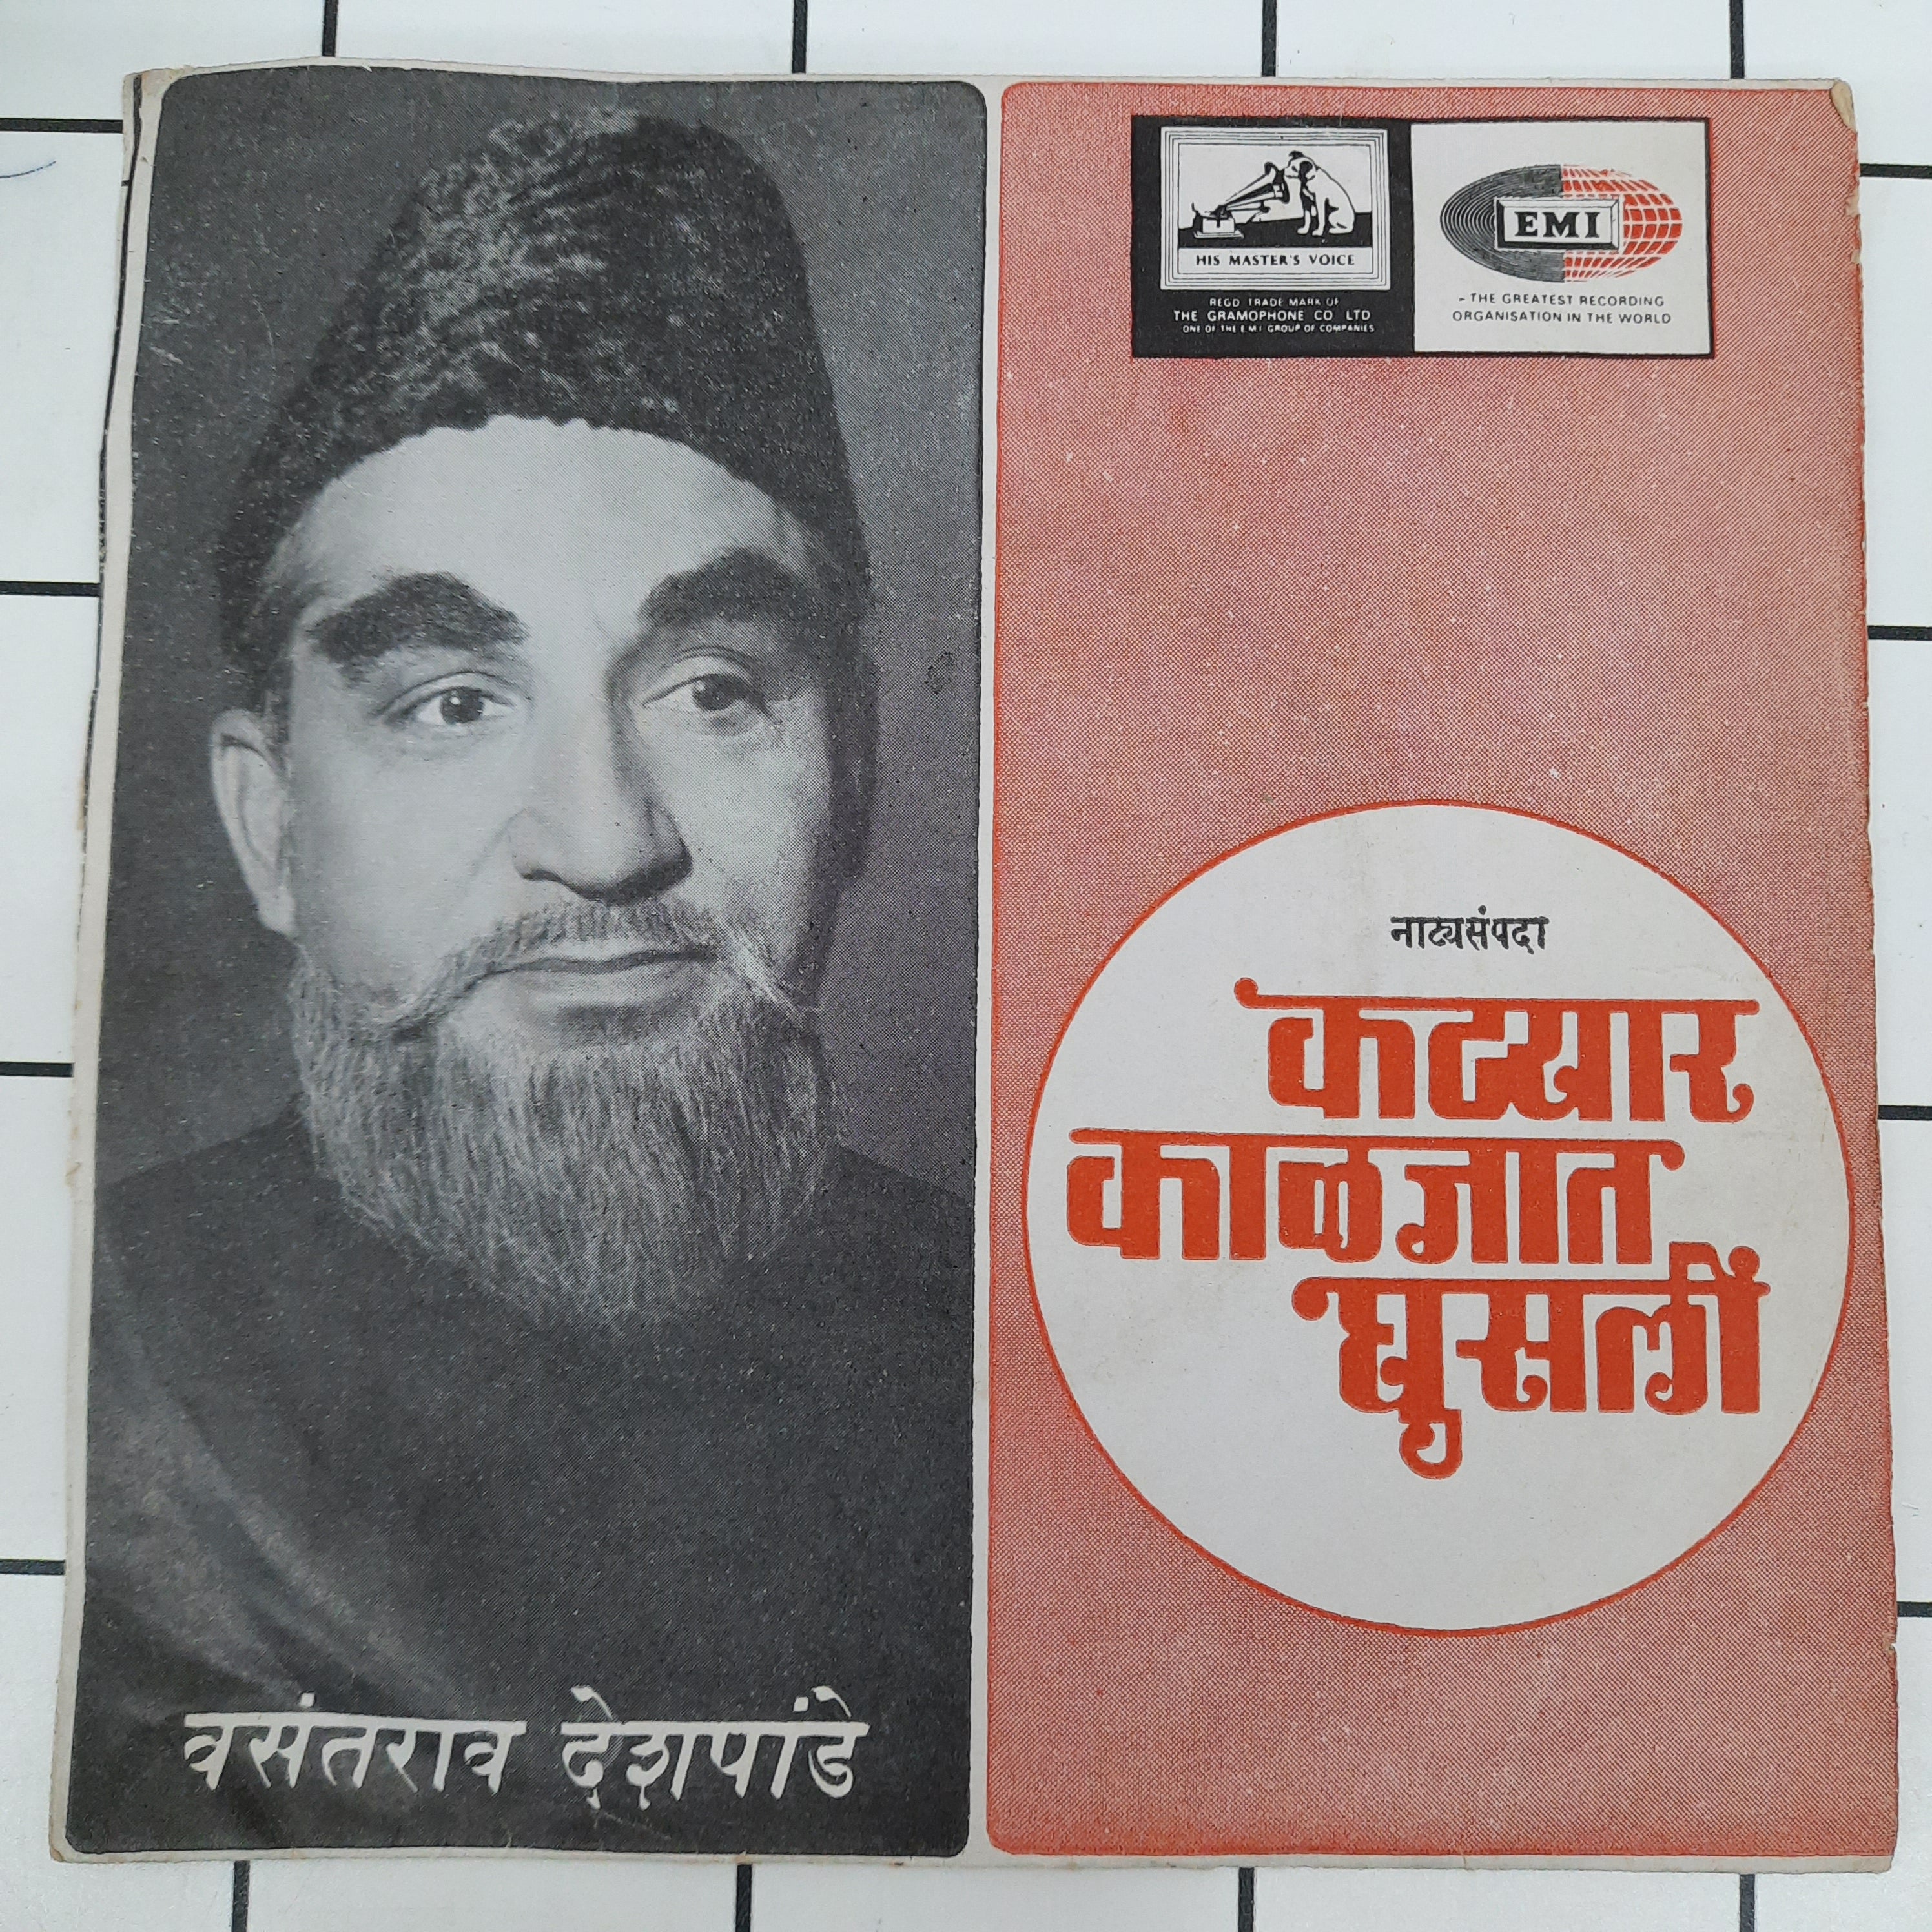 वसंतराव देशपांडे
HIS MASTER'S VOICE
REGD. TRADE MARK OF
THE GRAMOPHONE CO LTD
ONE OF THE E M I GROUP OF COMPANIES
EMI
- THE GREATEST RECORDING
ORGANISATION IN THE WORLD
नाट्यसंपदा
कट्यार
काळजात
घुसली